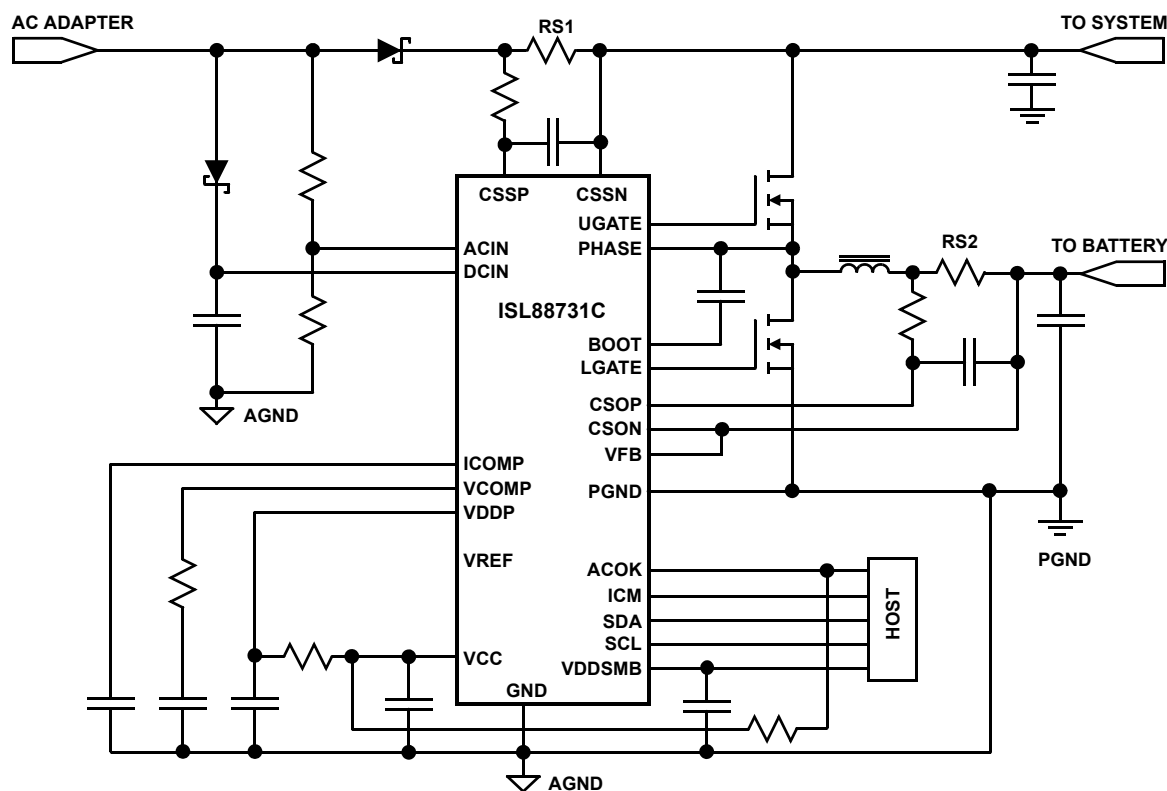 AC ADAPTER
RS1
TO SYSTEM
CSSP
CSSN
UGATE
PHASE
ACIN
DCIN
RS2
TO BATTERY
ISL88731C
BOOT
LGATE
AGND
CSOP
CSON
VFB
ICOMP
VCOMP
VDDP
PGND
VREF
PGND
ACOK
ICM
SDA
SCL
VDDSMB
HOST
VCC
GND
AGND